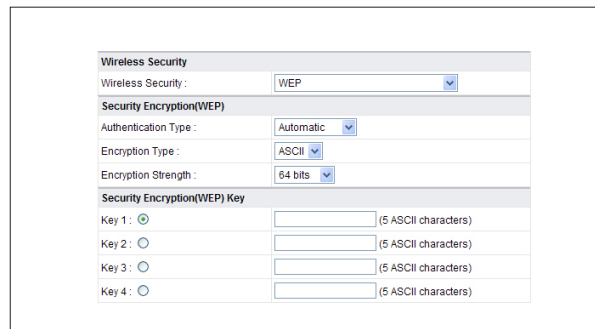 Wireless Security
Wireless Security : WEP
Security Encryption(WEP)
Authentication Type : Automatic
Encryption Type : ASCII
Encryption Strength : 64 bits
Security Encryption(WEP) Key
Key 1 : (5 ASCII characters)
Key 2 : (5 ASCII characters)
Key 3 : (5 ASCII characters)
Key 4 : (5 ASCII characters)